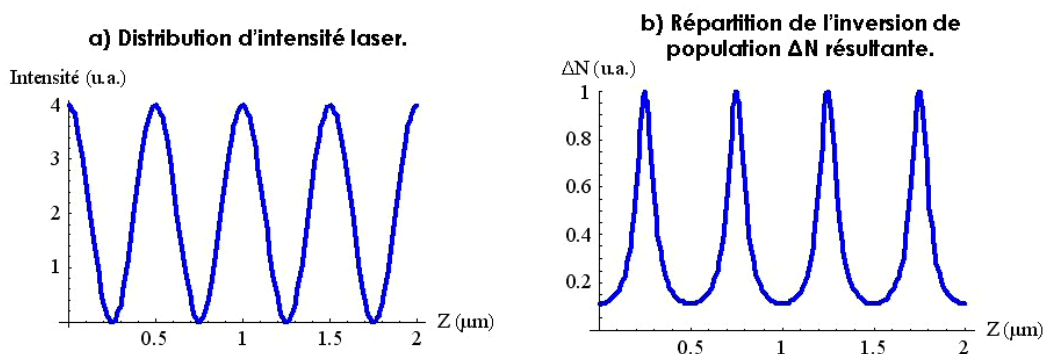 a) Distribution d'intensité laser.
Intensité (u.a.)
4
3
2
1
0.5
1
1.5
2
Z (μm)
b) Répartition de l'inversion de
population ΔN résultante.
ΔN (u.a.)
1
0.8
0.6
0.4
0.2
0.5
1
1.5
2
Z (μm)